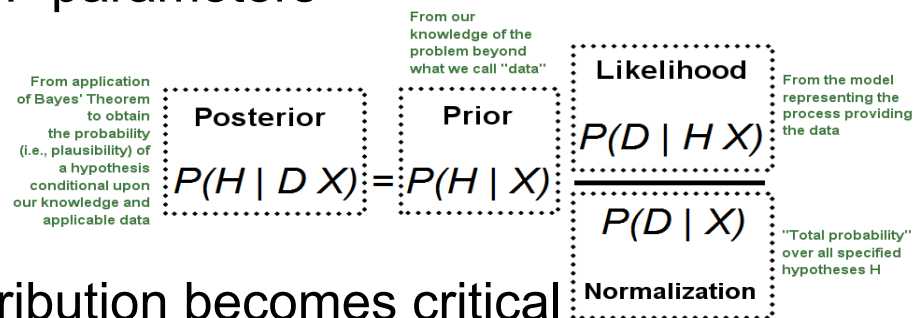 parameters
From our
knowledge of the
problem beyond
what we call "data"
From application
of Bayes' Theorem
to obtain
the probability
(i.e., plausibility) of
a hypothesis
conditional upon
our knowledge and
applicable data
Posterior
P(H | D X)
=
Prior
P(H | X)
Likelihood
P(D | H X)
From the model
representing the
process providing
the data
P(D | X)
Normalization
"Total probability"
over all specified
hypotheses H
ribution becomes critical